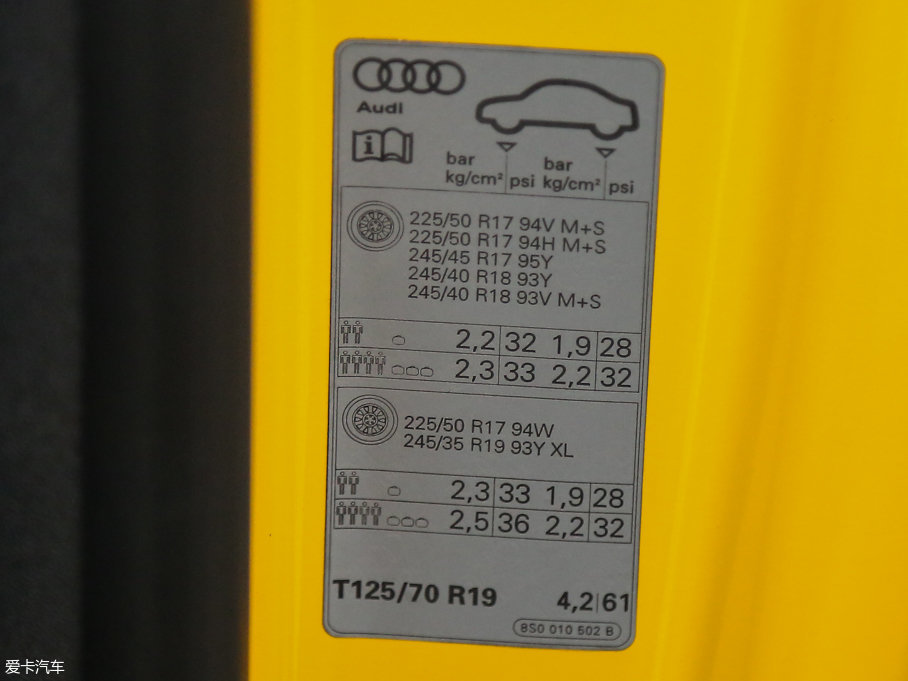 Audi
i
bar bar
kg/cm² psi kg/cm² psi
225/50 R17 94V M+S
225/50 R17 94H M+S
245/45 R17 95Y
245/40 R18 93Y
245/40 R18 93V M+S
2,2 32 1,9 28
2,3 33 2,2 32
225/50 R17 94W
245/35 R19 93Y XL
2,3 33 1,9 28
2,5 36 2,2 32
T125/70 R19 4,2 61
8S0 010 502 B
爱卡汽车